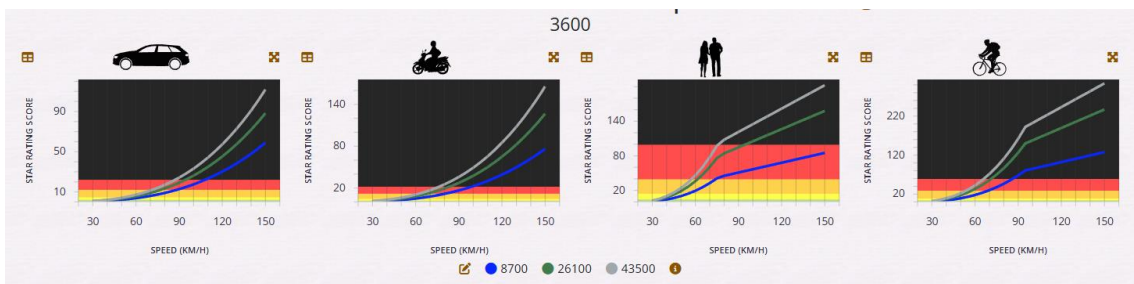 3600
STAR RATING SCORE
90
50
10
30 60 90 120 150
SPEED (KM/H)
STAR RATING SCORE
140
80
20
30 60 90 120 150
SPEED (KM/H)
STAR RATING SCORE
140
80
20
30 60 90 120 150
SPEED (KM/H)
STAR RATING SCORE
220
120
20
30 60 90 120 150
SPEED (KM/H)
8700 26100 43500